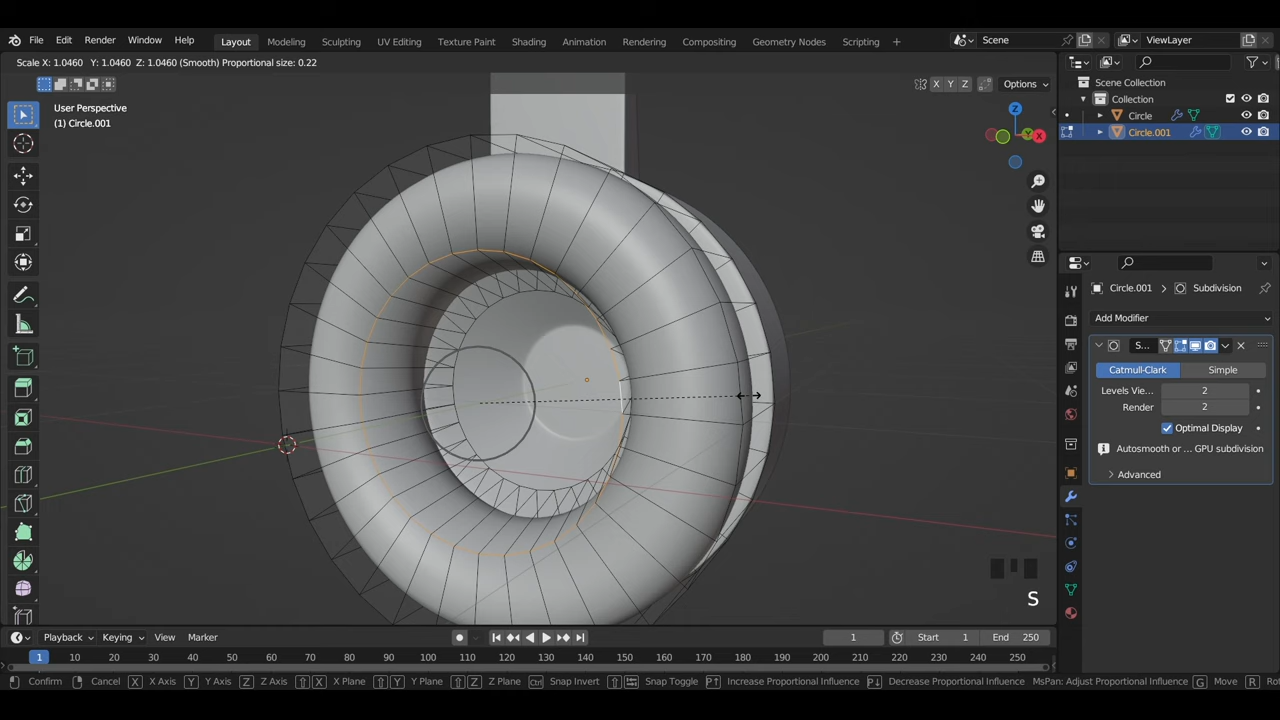 File Edit Render Window Help Layout Modeling Sculpting UV Editing Texture Paint Shading Animation Rendering Compositing Geometry Nodes Scripting + Scene ViewLayer
Scale X: 1.0460 Y: 1.0460 Z: 1.0460 (Smooth) Proportional size: 0.22
X Y Z Options
Scene Collection
Collection
Circle
Circle.001
User Perspective
(1) Circle.001
Z
Y
X
Circle.001 > Subdivision
Add Modifier
S...
Catmull-Clark Simple
Levels Vie... 2
Render 2
Optimal Display
Autosmooth or ... GPU subdivision
Advanced
S
Playback Keying View Marker 1 Start 1 End 250
1 10 20 30 40 50 60 70 80 90 100 110 120 130 140 150 160 170 180 190 200 210 220 230 240 250
Confirm Cancel X X Axis Y Y Axis Z Z Axis X X Plane Y Y Plane Z Z Plane Ctrl Snap Invert Snap Toggle P↑ Increase Proportional Influence P↓ Decrease Proportional Influence MsPan: Adjust Proportional Influence G Move R Rot